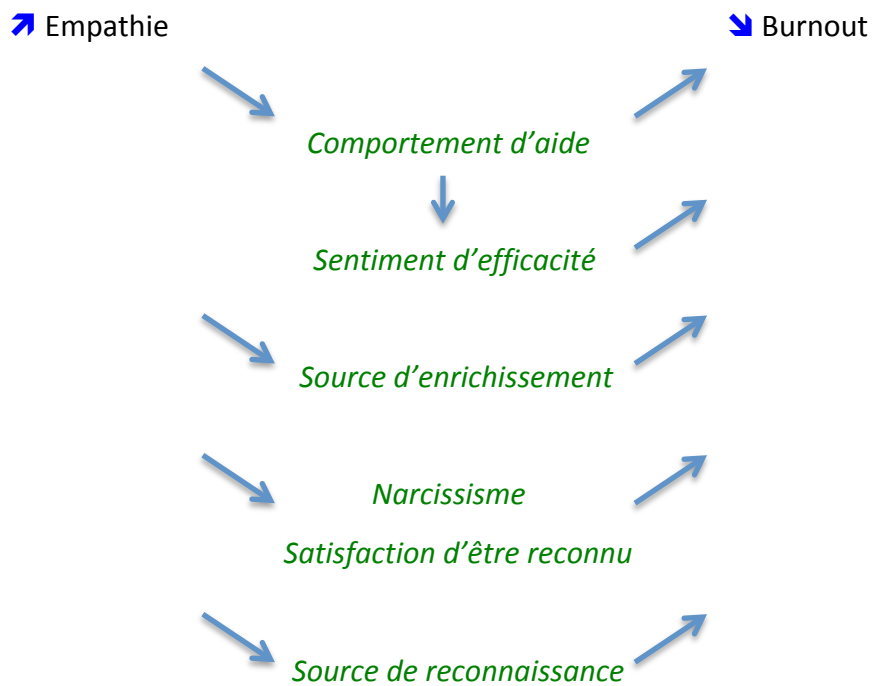 Empathie
Burnout
Comportement d’aide
Sentiment d’efficacité
Source d’enrichissement
Narcissisme
Satisfaction d’être reconnu
Source de reconnaissance